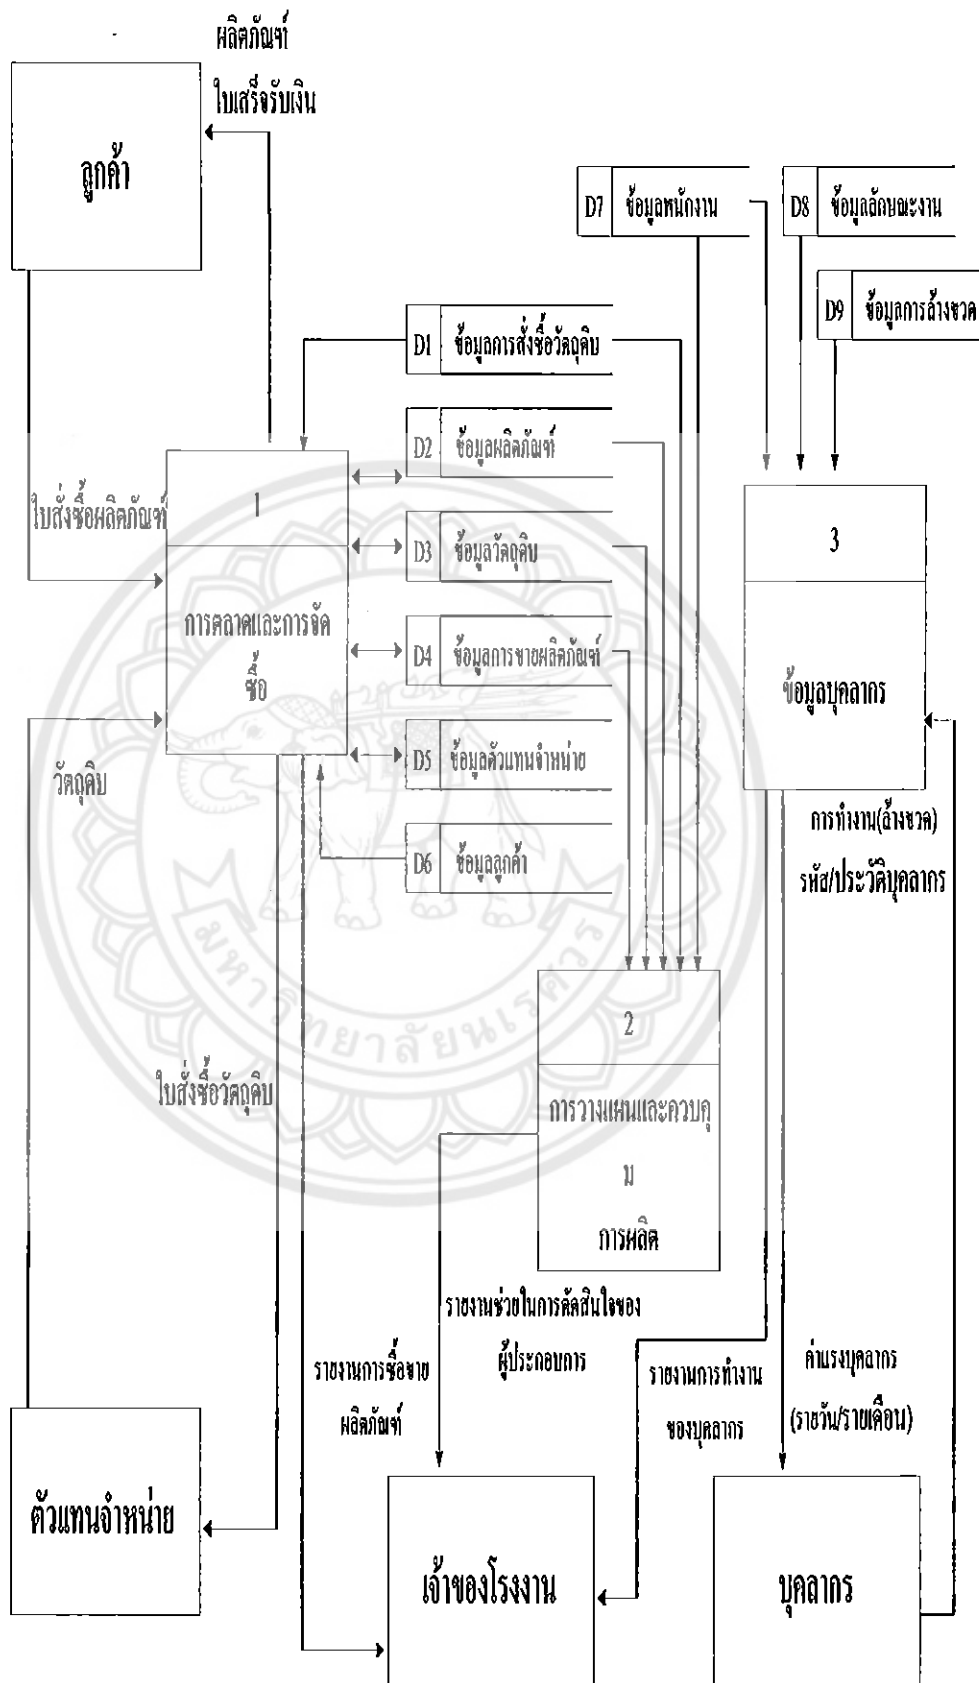 ผลิตภัณฑ์
ใบเสร็จรับเงิน
ลูกค้า
D7 ข้อมูลพนักงาน
D8 ข้อมูลลักษณะงาน
D9 ข้อมูลการล้างขวด
D1 ข้อมูลการสั่งซื้อวัตถุดิบ
D2 ข้อมูลผลิตภัณฑ์
1
ใบสั่งซื้อผลิตภัณฑ์
D3 ข้อมูลวัตถุดิบ
3
การตลาดและการจัด
ซื้อ
D4 ข้อมูลการขายผลิตภัณฑ์
ข้อมูลบุคลากร
วัตถุดิบ
D5 ข้อมูลตัวแทนจำหน่าย
D6 ข้อมูลลูกค้า
การทำงาน(ล้างขวด)
รหัส/ประวัติบุคลากร
มหาวิทยาลัยนเรศวร
2
ใบสั่งซื้อวัตถุดิบ
การวางแผนและควบคุ
ม
การผลิต
รายงานช่วยในการตัดสินใจของ
ผู้ประกอบการ
รายงานการซื้อขาย
ผลิตภัณฑ์
รายงานการทำงาน
ของบุคลากร
ค่าแรงบุคลากร
(รายวัน/รายเดือน)
ตัวแทนจำหน่าย
เจ้าของโรงงาน
บุคลากร